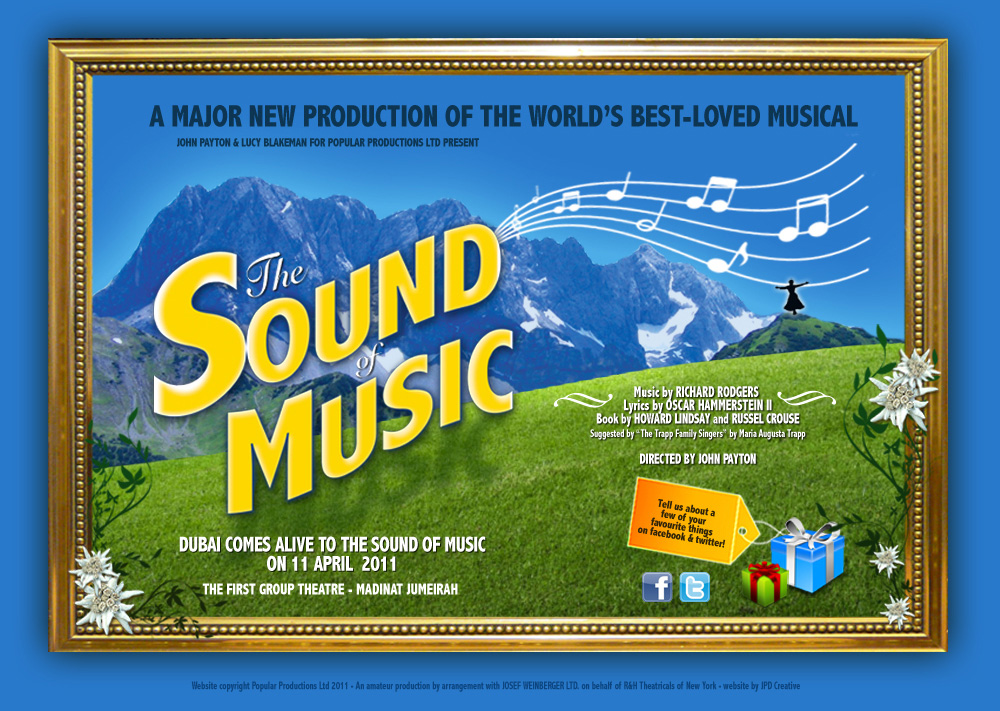 A MAJOR NEW PRODUCTION OF THE WORLD'S BEST-LOVED MUSICAL
JOHN PAYTON & LUCY BLAKEMAN FOR POPULAR PRODUCTIONS LTD PRESENT
The
SOUND
of
MUSIC
Music by RICHARD RODGERS
Lyrics by OSCAR HAMMERSTEIN II
Book by HOWARD LINDSAY and RUSSEL CROUSE
Suggested by "The Trapp Family Singers" by Maria Augusta Trapp
DIRECTED BY JOHN PAYTON
Tell us about a
few of your
favourite things
on facebook & twitter!
f t
DUBAI COMES ALIVE TO THE SOUND OF MUSIC
ON 11 APRIL 2011
THE FIRST GROUP THEATRE - MADINAT JUMEIRAH
Website copyright Popular Productions Ltd 2011 - An amateur production by arrangement with JOSEF WEINBERGER LTD. on behalf of R&H Theatricals of New York - website by JPD Creative